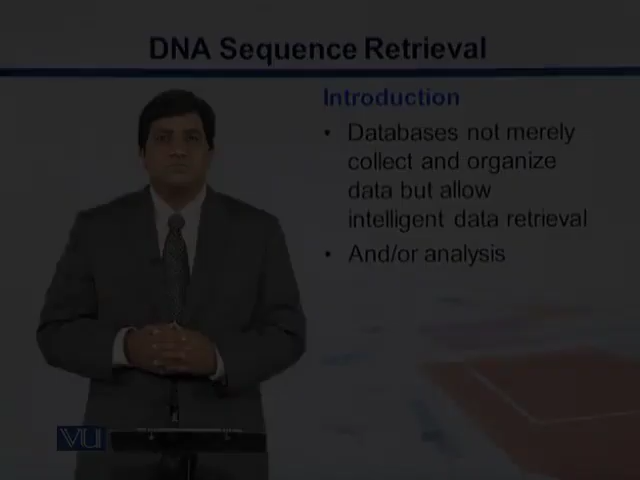 DNA Sequence Retrieval
Introduction
• Databases not merely
collect and organize
data but allow
intelligent data retrieval
• And/or analysis
VU